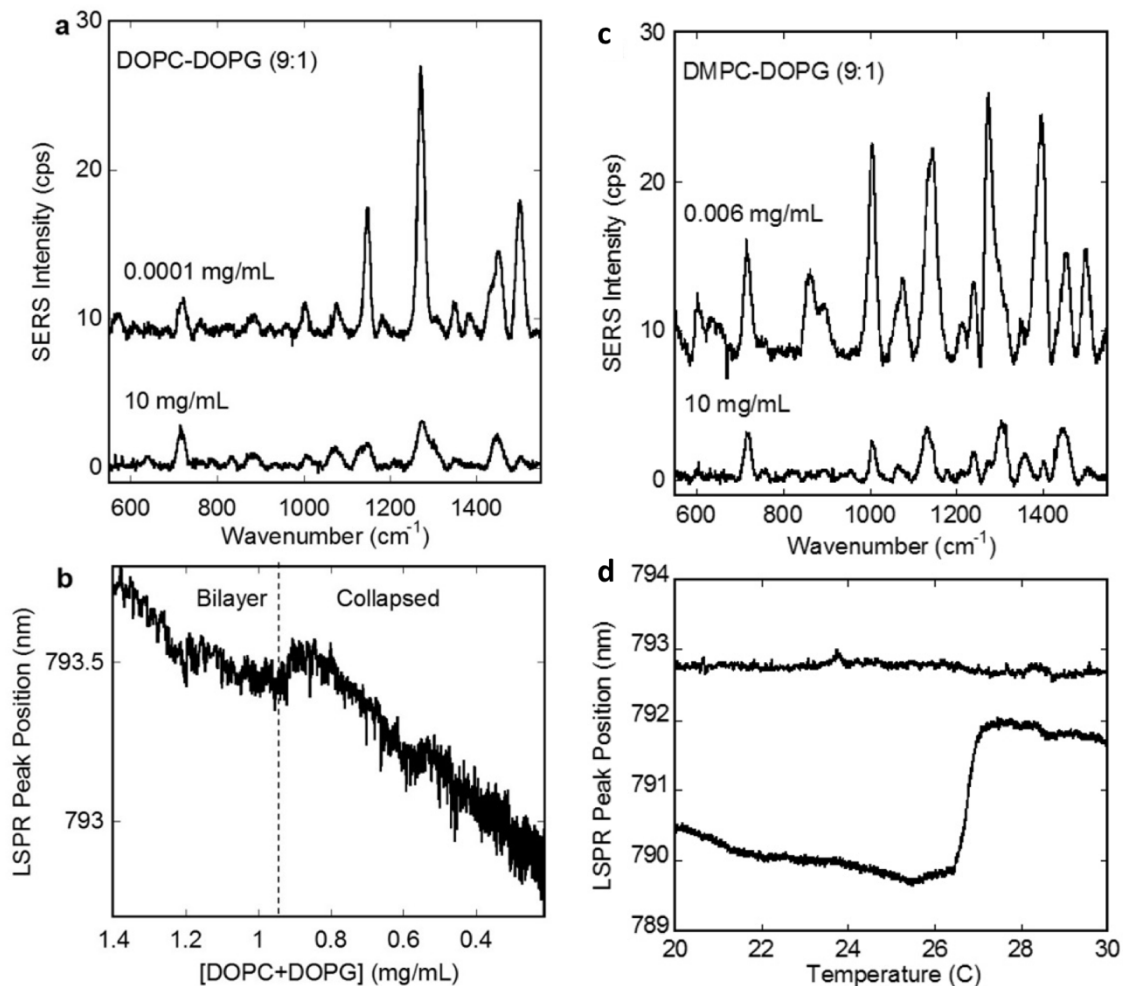 a
30
DOPC-DOPG (9:1)
20
0.0001 mg/mL
10
10 mg/mL
0
SERS Intensity (cps)
600 800 1000 1200 1400
Wavenumber (cm-1)
c
30
DMPC-DOPG (9:1)
20
0.006 mg/mL
10
10 mg/mL
0
SERS Intensity (cps)
600 800 1000 1200 1400
Wavenumber (cm-1)
b
Bilayer Collapsed
793.5
793
LSPR Peak Position (nm)
1.4 1.2 1 0.8 0.6 0.4
[DOPC+DOPG] (mg/mL)
d
794
793
792
791
790
789
LSPR Peak Position (nm)
20 22 24 26 28 30
Temperature (C)